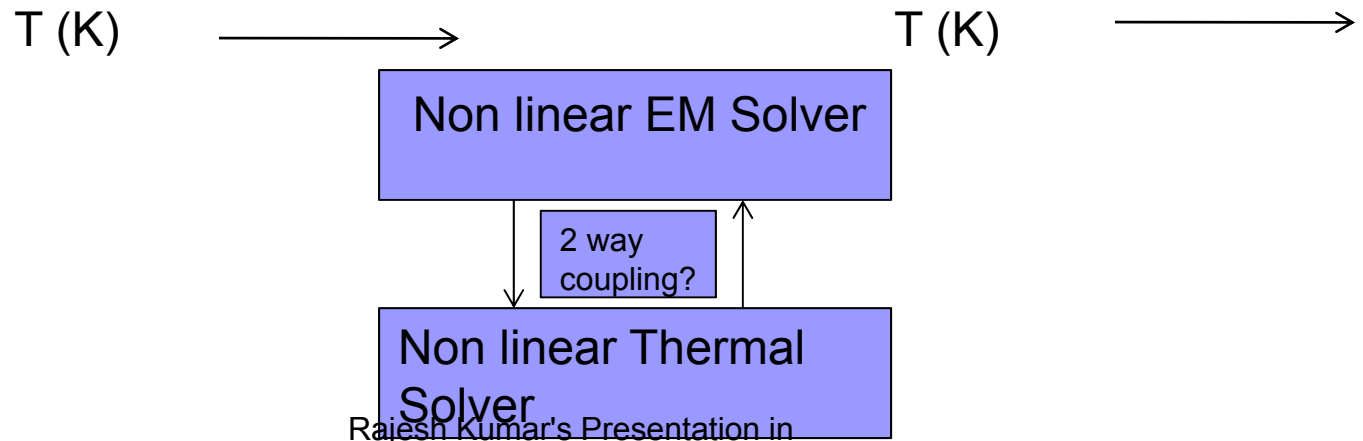 T (K)
T (K)
Non linear EM Solver
2 way
coupling?
Non linear Thermal
Solver
Rajesh Kumar's Presentation in